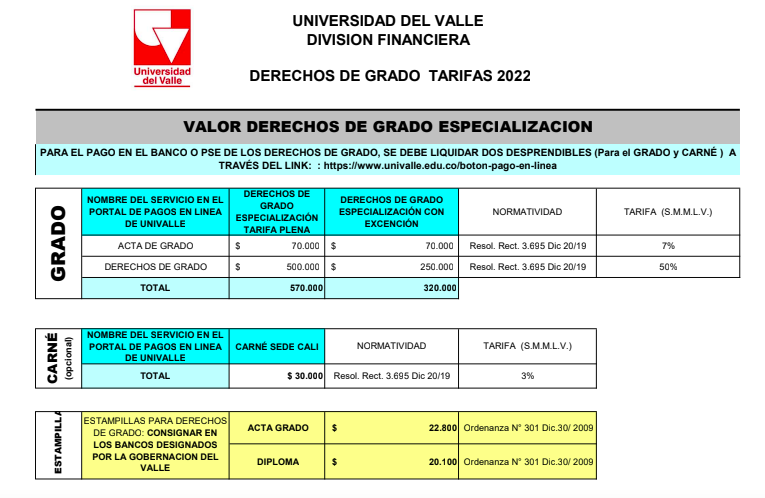 Universidad
del Valle
UNIVERSIDAD DEL VALLE
DIVISION FINANCIERA
DERECHOS DE GRADO TARIFAS 2022
VALOR DERECHOS DE GRADO ESPECIALIZACION
PARA EL PAGO EN EL BANCO O PSE DE LOS DERECHOS DE GRADO, SE DEBE LIQUIDAR DOS DESPRENDIBLES (Para el GRADO y CARNÉ ) A
TRAVÉS DEL LINK: : https://www.univalle.edu.co/boton-pago-en-linea
GRADO
NOMBRE DEL SERVICIO EN EL
PORTAL DE PAGOS EN LINEA
DE UNIVALLE
DERECHOS DE
GRADO
ESPECIALIZACIÓN
TARIFA PLENA
DERECHOS DE GRADO
ESPECIALIZACIÓN CON
EXCENCIÓN
NORMATIVIDAD
TARIFA (S.M.M.L.V.)
ACTA DE GRADO $ 70.000 $ 70.000 Resol. Rect. 3.695 Dic 20/19 7%
DERECHOS DE GRADO $ 500.000 $ 250.000 Resol. Rect. 3.695 Dic 20/19 50%
TOTAL 570.000 320.000
CARNÉ
(opcional)
NOMBRE DEL SERVICIO EN EL
PORTAL DE PAGOS EN LINEA
DE UNIVALLE
CARNÉ SEDE CALI
NORMATIVIDAD
TARIFA (S.M.M.L.V.)
TOTAL $ 30.000 Resol. Rect. 3.695 Dic 20/19 3%
ESTAMPILLA
ESTAMPILLAS PARA DERECHOS
DE GRADO: CONSIGNAR EN
LOS BANCOS DESIGNADOS
POR LA GOBERNACION DEL
VALLE
ACTA GRADO $ 22.800 Ordenanza N° 301 Dic.30/ 2009
DIPLOMA $ 20.100 Ordenanza N° 301 Dic.30/ 2009